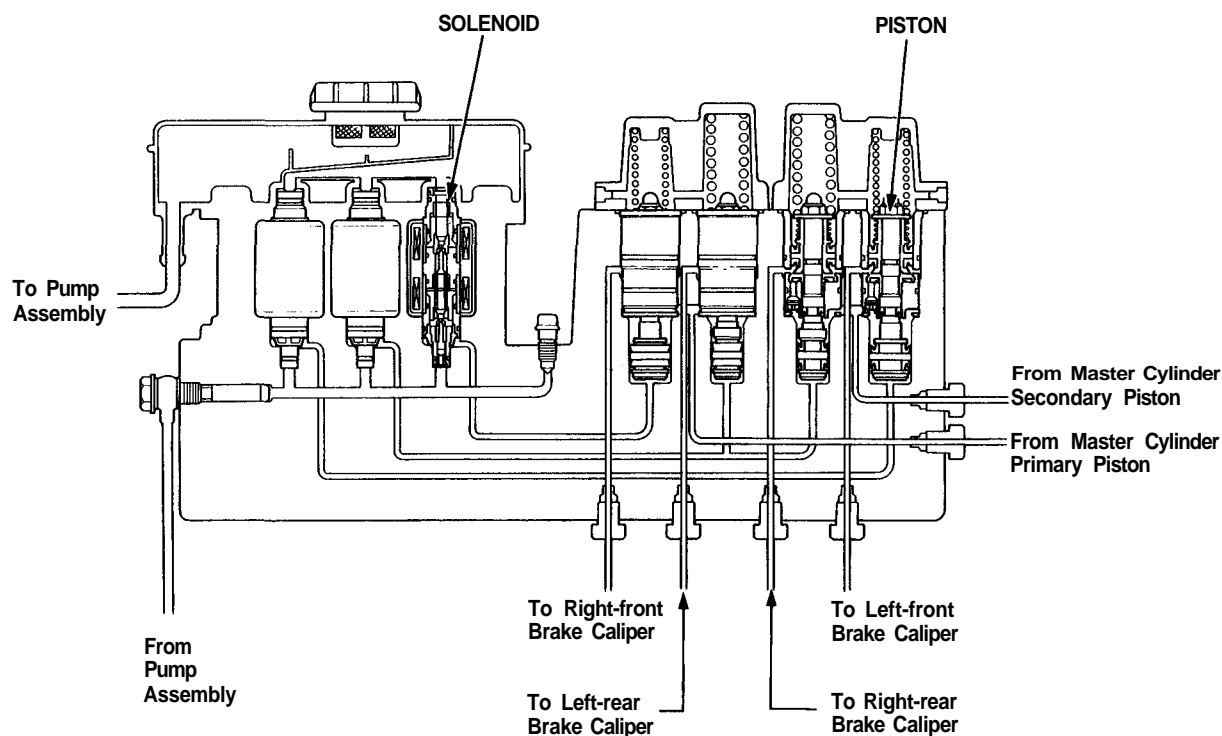 SOLENOID
PISTON
To Pump
Assembly
From Master Cylinder
Secondary Piston
From Master Cylinder
Primary Piston
To Right-front
Brake Caliper
To Left-front
Brake Caliper
From
Pump
Assembly
To Left-rear
Brake Caliper
To Right-rear
Brake Caliper